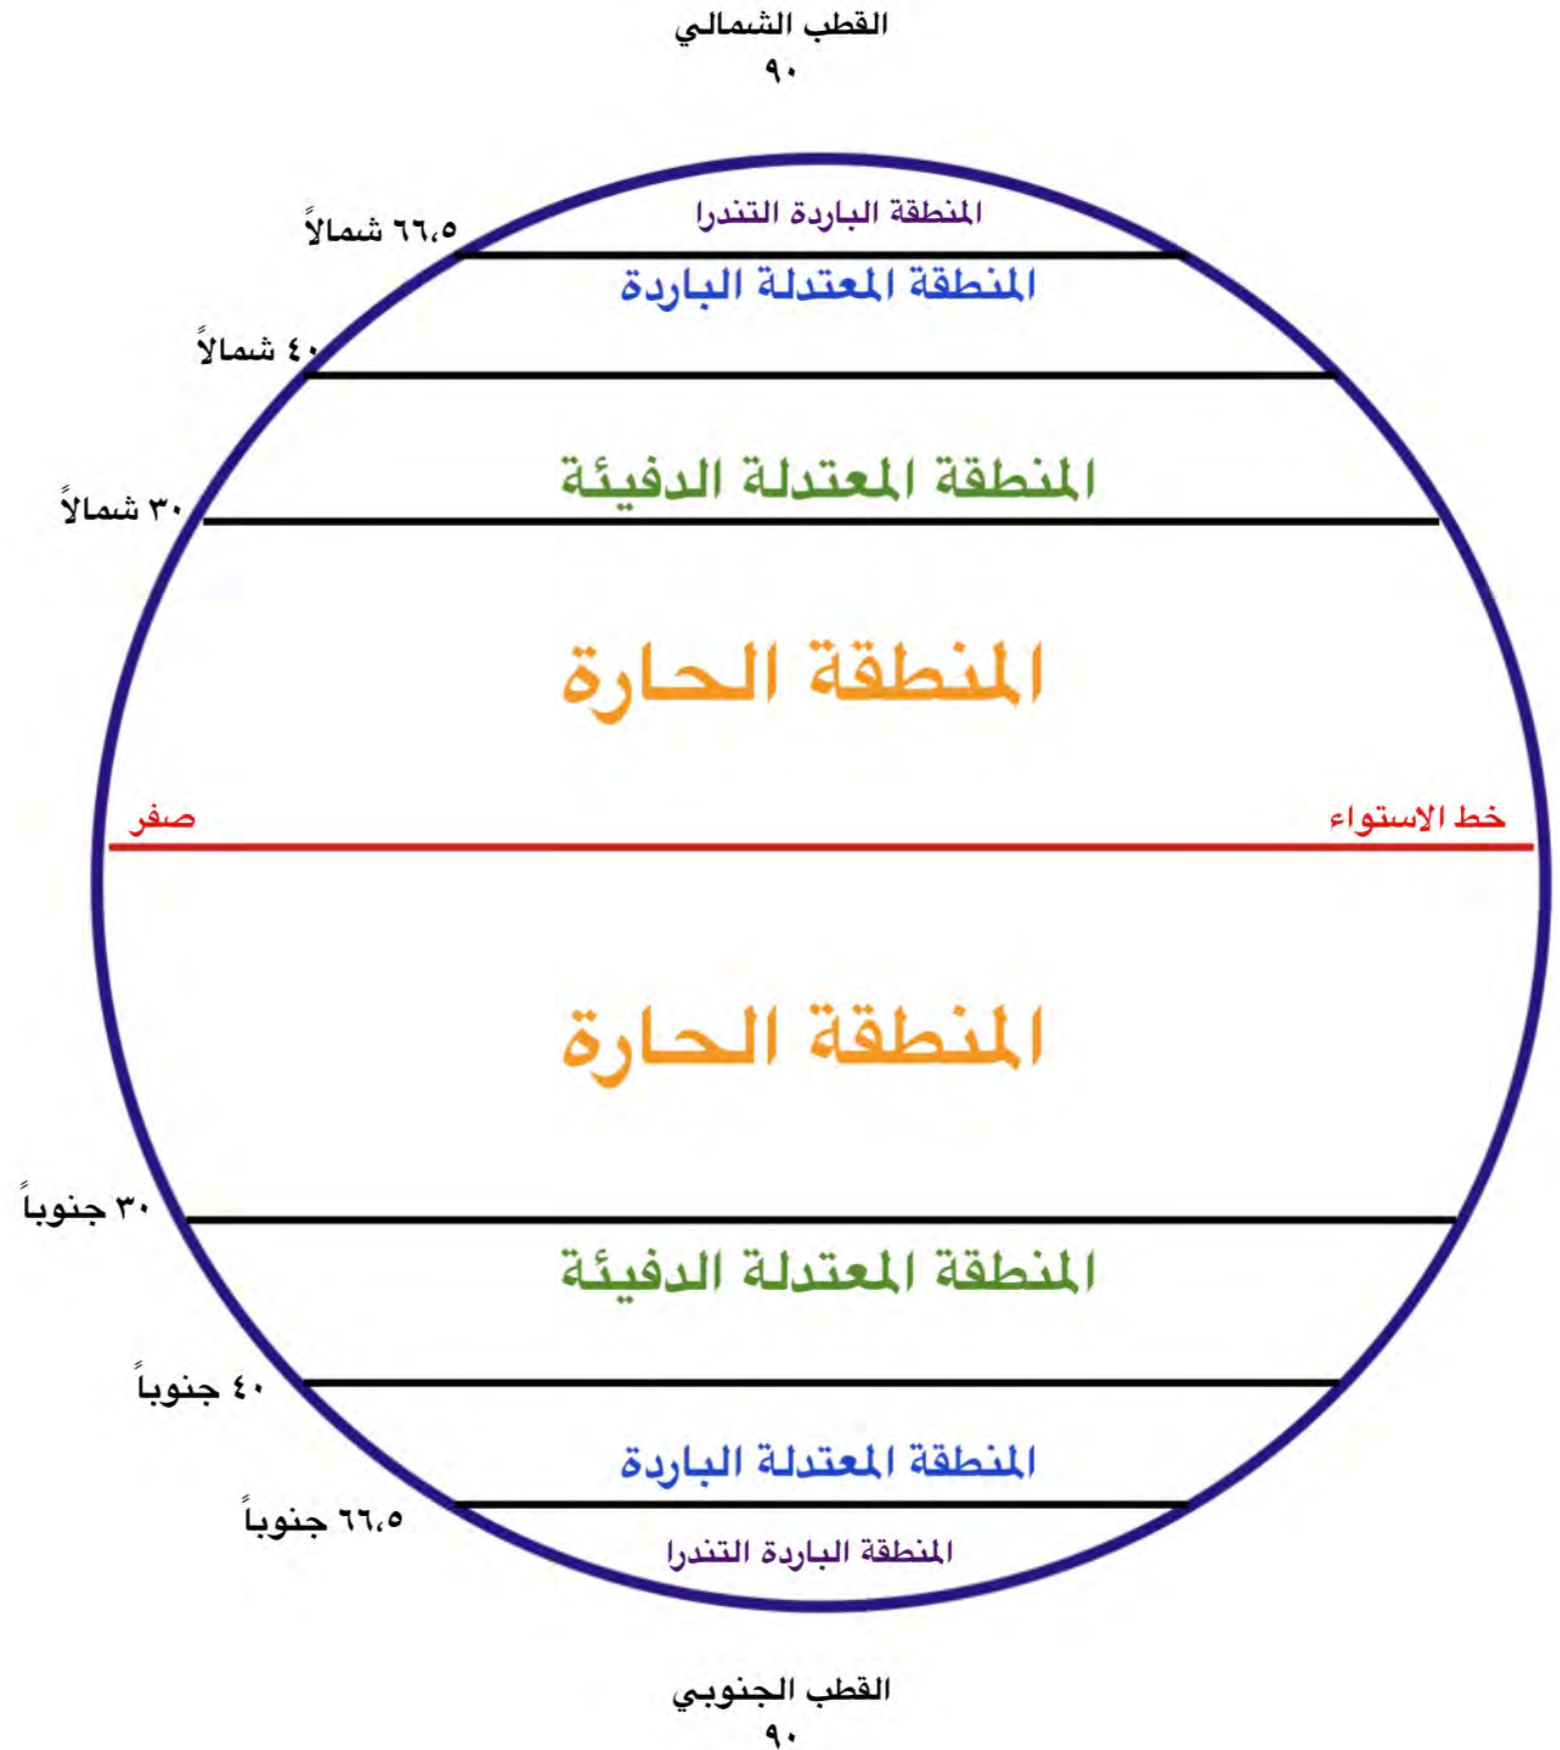 القطب الشمالي
٩٠
المنطقة الباردة التندرا
٦٦،٥ شمالاً
المنطقة المعتدلة الباردة
٤٠ شمالاً
المنطقة المعتدلة الدفيئة
٣٠ شمالاً
المنطقة الحارة
خط الاستواء
صفر
المنطقة الحارة
٣٠ جنوباً
المنطقة المعتدلة الدفيئة
٤٠ جنوباً
المنطقة المعتدلة الباردة
٦٦،٥ جنوباً
المنطقة الباردة التندرا
القطب الجنوبي
٩٠